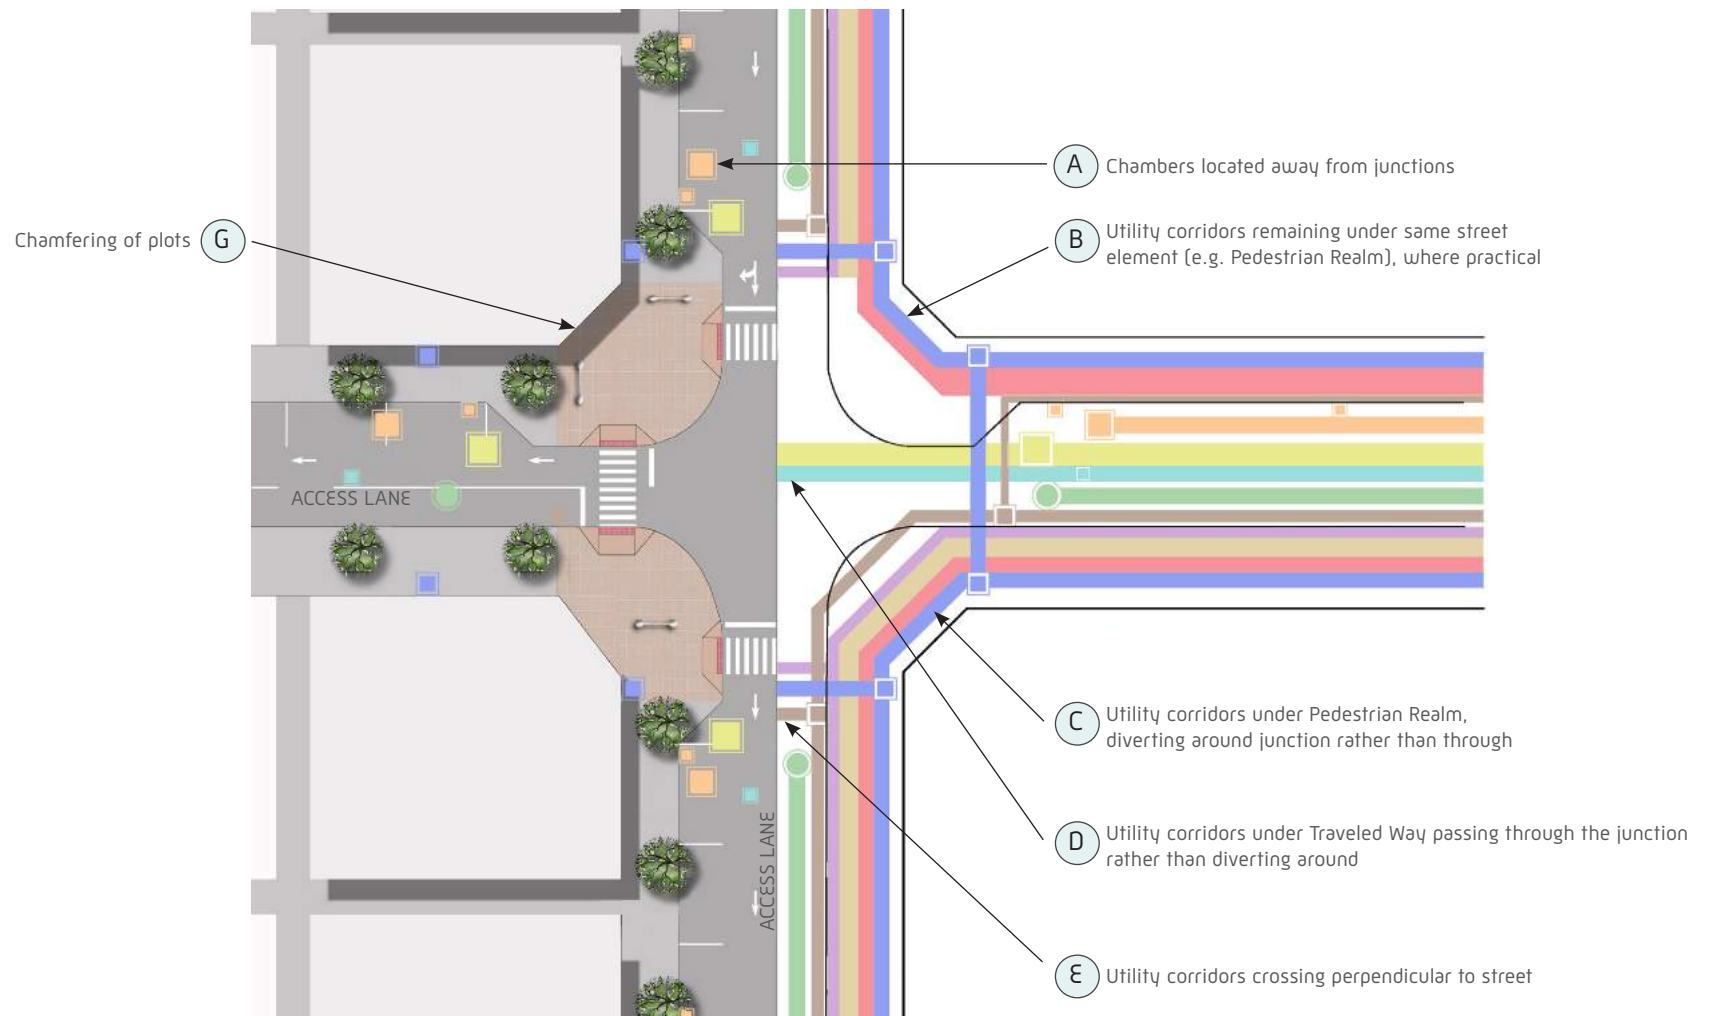 A
Chambers located away from junctions
B
Utility corridors remaining under same street
element (e.g. Pedestrian Realm), where practical
Chamfering of plots
G
ACCESS LANE
C
Utility corridors under Pedestrian Realm,
diverting around junction rather than through
D
Utility corridors under Traveled Way passing through the junction
rather than diverting around
ACCESS LANE
E
Utility corridors crossing perpendicular to street